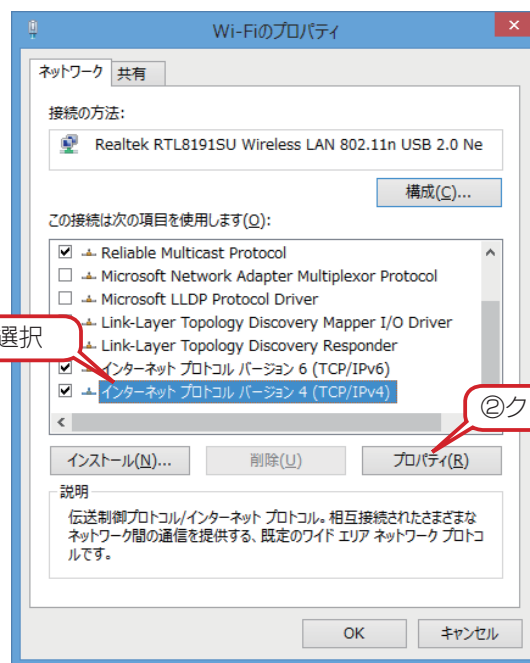 Wi-Fiのプロパティ
ネットワーク 共有
接続の方法:
Realtek RTL8191SU Wireless LAN 802.11n USB 2.0 Ne
構成(C)...
この接続は次の項目を使用します(O):
Reliable Multicast Protocol
Microsoft Network Adapter Multiplexor Protocol
Microsoft LLDP Protocol Driver
Link-Layer Topology Discovery Mapper I/O Driver
選択
Link-Layer Topology Discovery Responder
インターネット プロトコル バージョン 6 (TCP/IPv6)
インターネット プロトコル バージョン 4 (TCP/IPv4)
②ク
インストール(N)... 削除(U) プロパティ(R)
説明
伝送制御プロトコル/インターネット プロトコル。相互接続されたさまざまな
ネットワーク間の通信を提供する、既定のワイド エリア ネットワーク プロトコ
ルです。
OK キャンセル